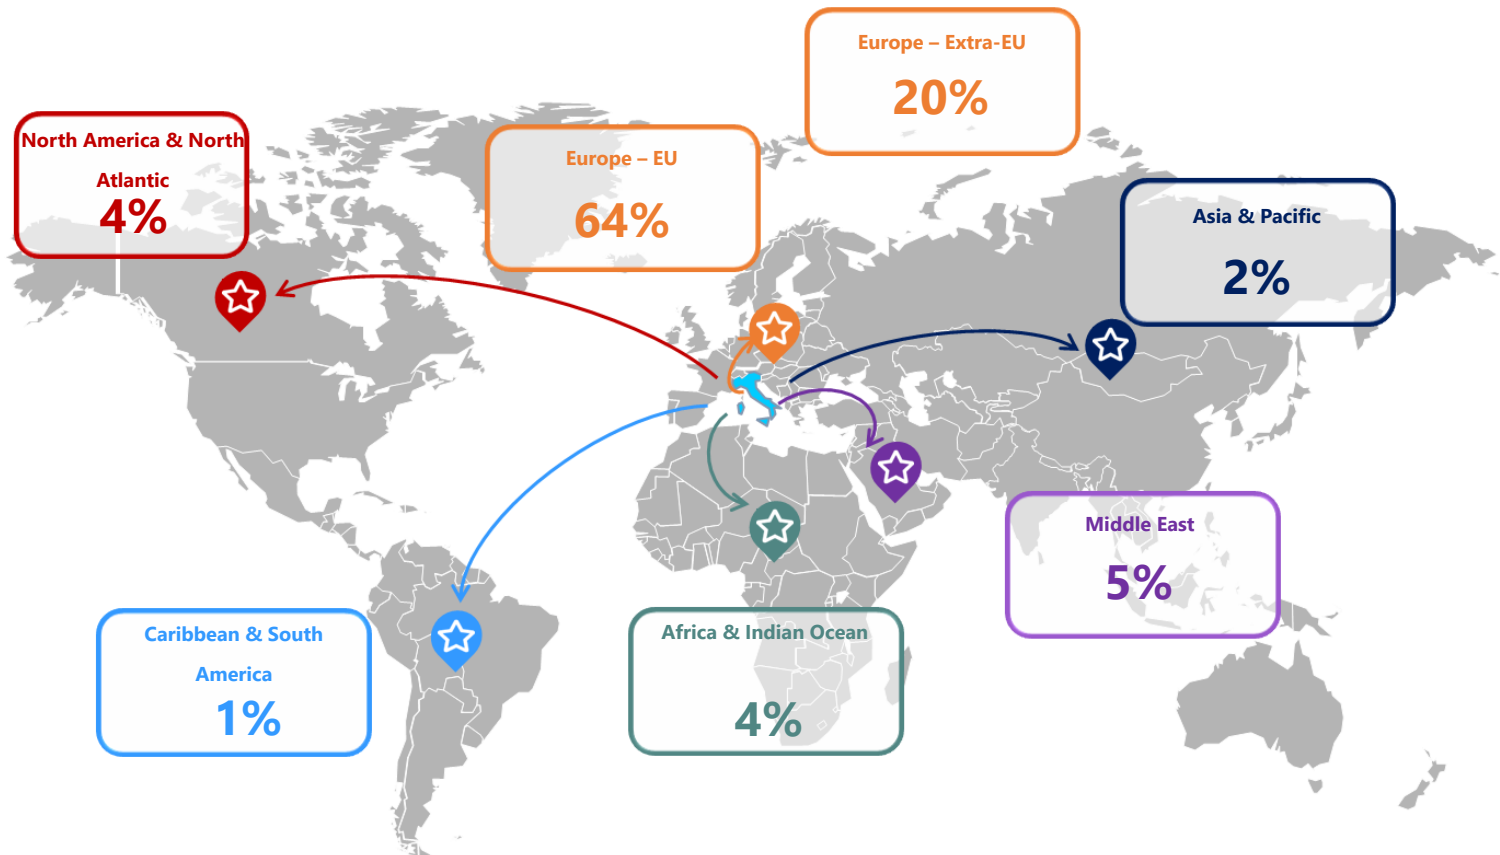 Europe – Extra-EU
20%
North America & North
Atlantic
4%
Europe – EU
64%
Asia & Pacific
2%
Middle East
5%
Caribbean & South
America
1%
Africa & Indian Ocean
4%